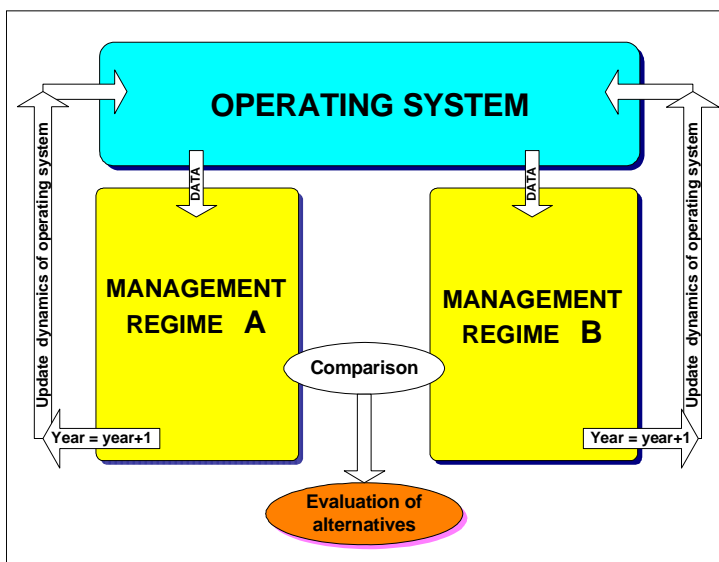 OPERATING SYSTEM
DATA
DATA
Update dynamics of operating system
MANAGEMENT
REGIME A
MANAGEMENT
REGIME B
Update dynamics of operating system
Comparison
Year = year+1
Year = year+1
Evaluation of
alternatives